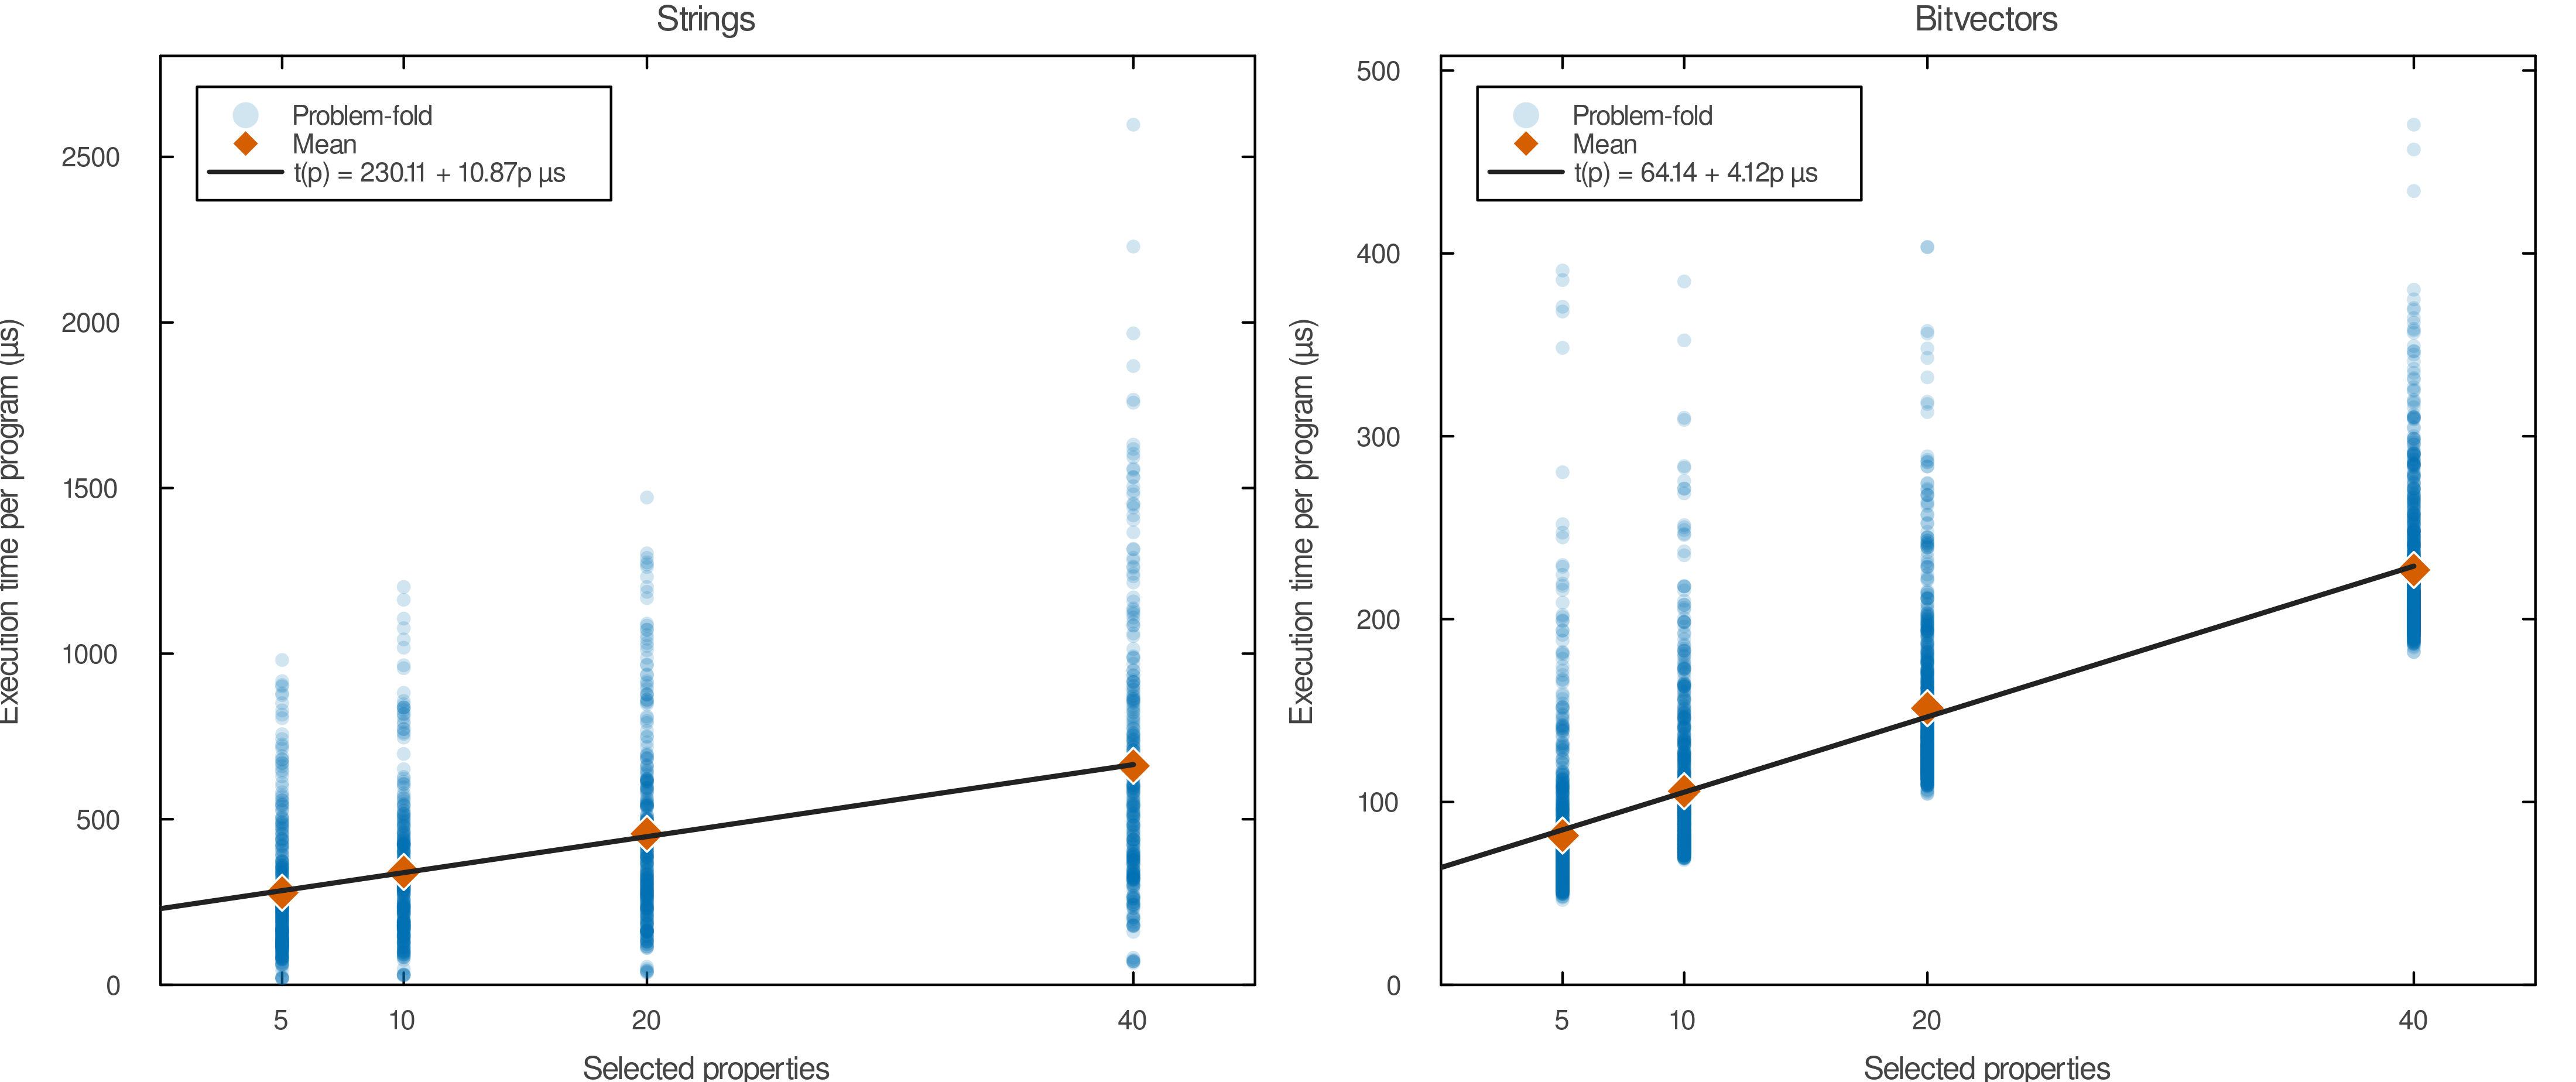 Strings
Problem-fold
Mean
t(p) = 230.11 + 10.87p µs
2500
2000
1500
1000
500
0
5 10 20 40
Selected properties
Execution time per program (µs)
Bitvectors
Problem-fold
Mean
t(p) = 64.14 + 4.12p µs
500
400
300
200
100
0
5 10 20 40
Selected properties
Execution time per program (µs)